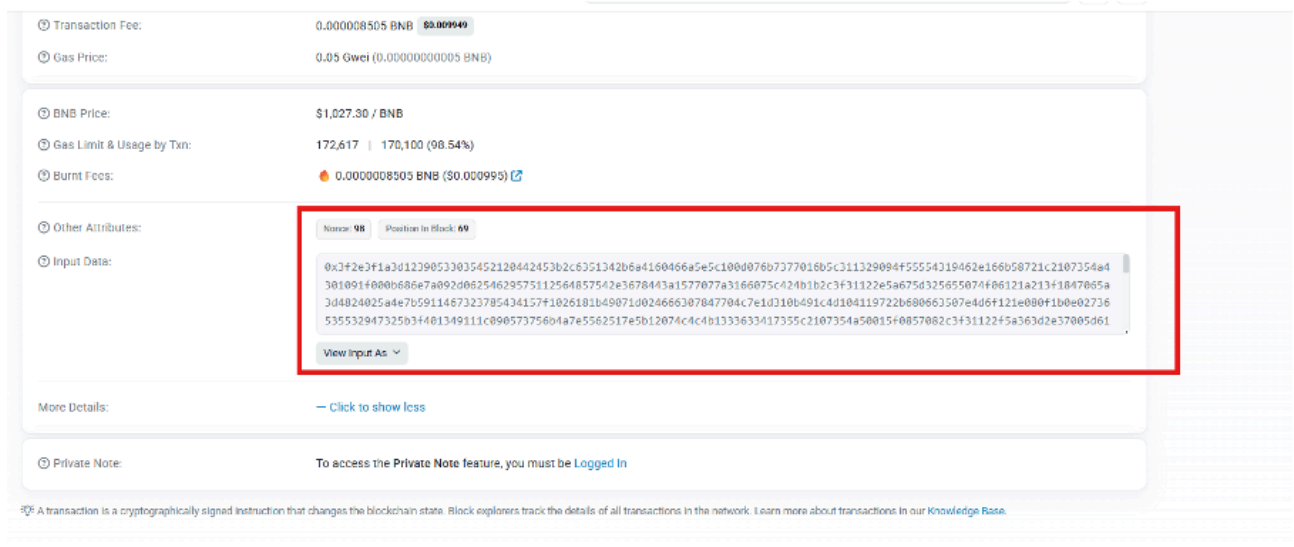 Transaction Fee: 0.000008505 BNB $0.009949
Gas Price: 0.05 Gwei (0.00000000005 BNB)
BNB Price: $1,027.30 / BNB
Gas Limit & Usage by Txn: 172,617 | 170,100 (98.54%)
Burnt Fees: 0.0000008505 BNB ($0.000995)
Other Attributes: Nonce: 98 Position In Block: 69
Input Data:
0x3f2e3f1a3d12390533035452120442453b2c6351342b6a4160466a5e5c100d076b7377016b5c311329094f55554319462e166b58721c2107354a4
301091f000b686e7a092d06254629575112564857542e3678443a1577077a3166075c424b1b2c3f31122e5a675d325655074f06121a213f1847065a
3d4824025a4e7b5911467323785434157f1026181b49071d024666307847704c7e1d310b491c4d104119722b680663507e4d6f121e080f1b0e02736
535532947325b3f401349111c090573756b4a7e5562517e5b12074c4c4b1333633417355c2107354a50015f0857082c3f31122f5a363d2e37005d61
View Input As
More Details: — Click to show less
Private Note: To access the Private Note feature, you must be Logged In
A transaction is a cryptographically signed instruction that changes the blockchain state. Block explorers track the details of all transactions in the network. Learn more about transactions in our Knowledge Base.